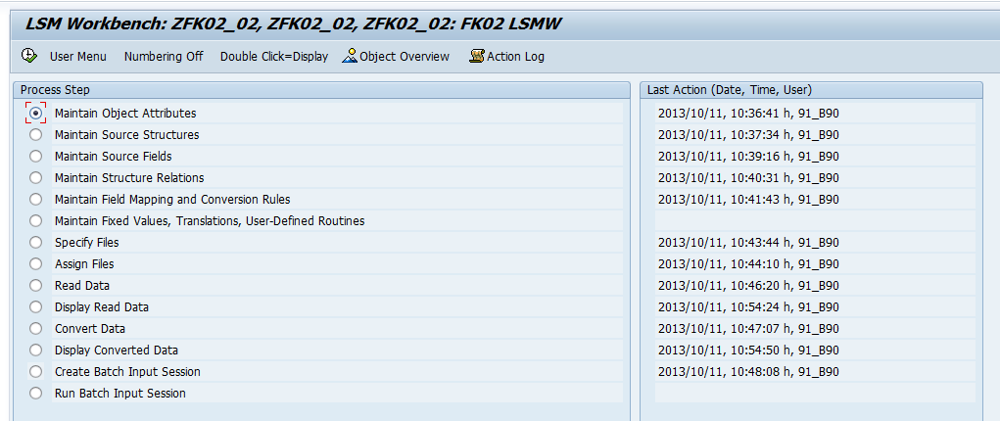 LSM Workbench: ZFK02_02, ZFK02_02, ZFK02_02: FK02 LSMW
User Menu Numbering Off Double Click=Display Object Overview Action Log
Process Step Last Action (Date, Time, User)
Maintain Object Attributes 2013/10/11, 10:36:41 h, 91_B90
Maintain Source Structures 2013/10/11, 10:37:34 h, 91_B90
Maintain Source Fields 2013/10/11, 10:39:16 h, 91_B90
Maintain Structure Relations 2013/10/11, 10:40:31 h, 91_B90
Maintain Field Mapping and Conversion Rules 2013/10/11, 10:41:43 h, 91_B90
Maintain Fixed Values, Translations, User-Defined Routines
Specify Files 2013/10/11, 10:43:44 h, 91_B90
Assign Files 2013/10/11, 10:44:10 h, 91_B90
Read Data 2013/10/11, 10:46:20 h, 91_B90
Display Read Data 2013/10/11, 10:54:24 h, 91_B90
Convert Data 2013/10/11, 10:47:07 h, 91_B90
Display Converted Data 2013/10/11, 10:54:50 h, 91_B90
Create Batch Input Session 2013/10/11, 10:48:08 h, 91_B90
Run Batch Input Session